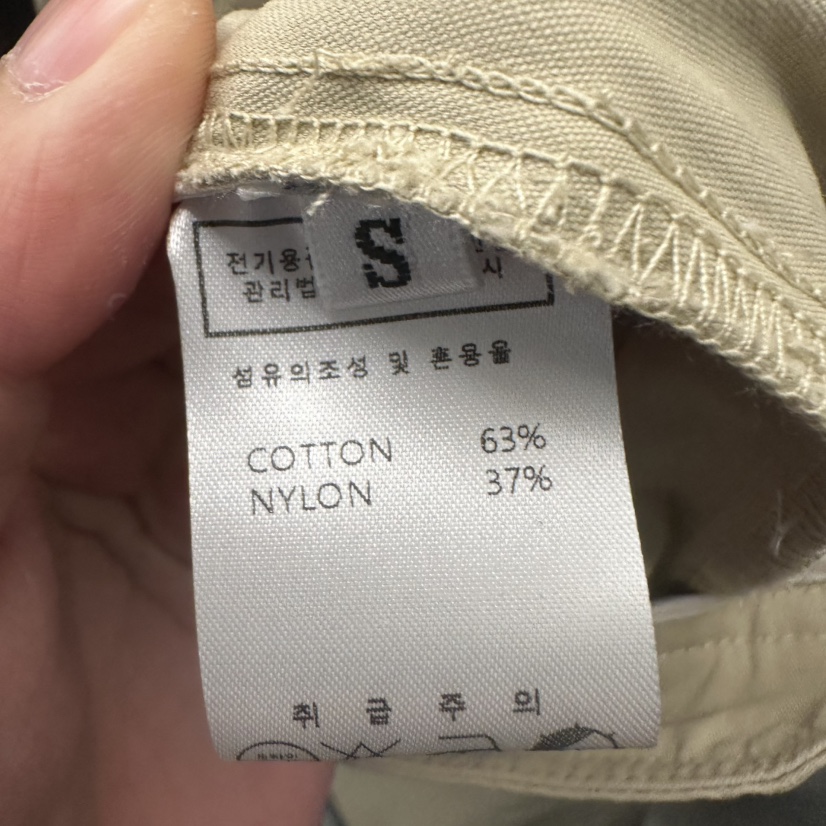 S
전기용
관리법
시
섬유의조성 및 혼용율
COTTON 63%
NYLON 37%
취 급 주 의